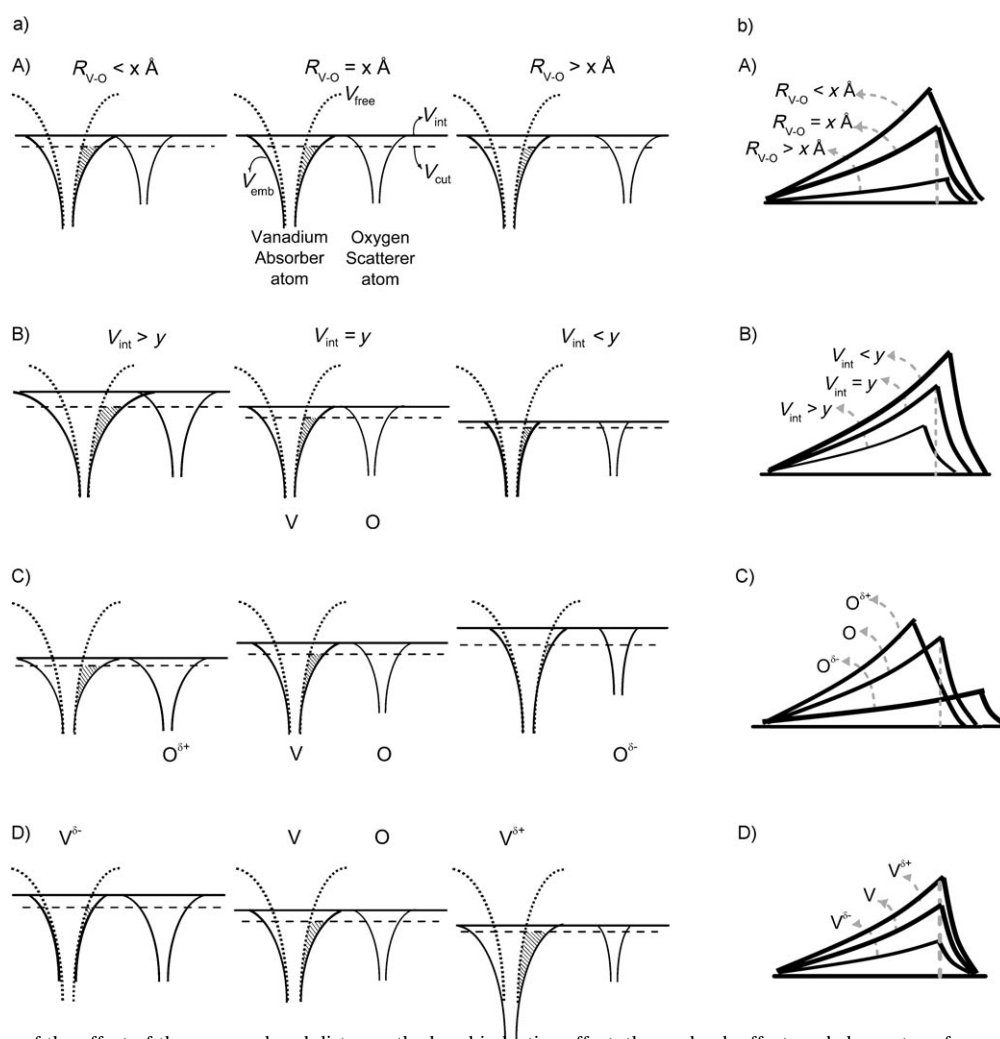 a)
A)
R_V-O < x Å
R_V-O = x Å
R_V-O > x Å
V_free
V_int
V_cut
V_emb
Vanadium
Absorber
atom
Oxygen
Scatterer
atom
B)
V_int > y
V_int = y
V_int < y
V
O
C)
O^δ+
V
O
O^δ-
D)
V^δ-
V
O
V^δ+
b)
A)
R_V-O < x Å
R_V-O = x Å
R_V-O > x Å
B)
V_int < y
V_int = y
V_int > y
C)
O^δ+
O
O^δ-
D)
V^δ+
V
V^δ-